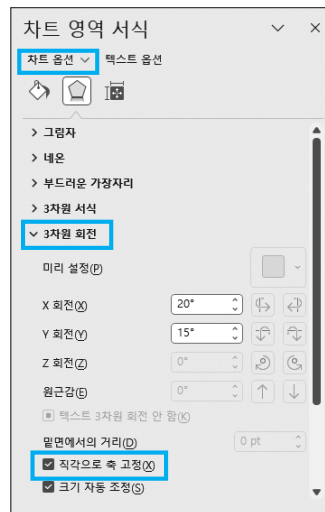 차트 영역 서식
차트 옵션 텍스트 옵션
그림자
네온
부드러운 가장자리
3차원 서식
3차원 회전
미리 설정(P)
X 회전(X) 20°
Y 회전(Y) 15°
Z 회전(Z) 0°
원근감(E) 0°
텍스트 3차원 회전 안 함(K)
밑면에서의 거리(D) 0 pt
직각으로 축 고정(X)
크기 자동 조정(S)